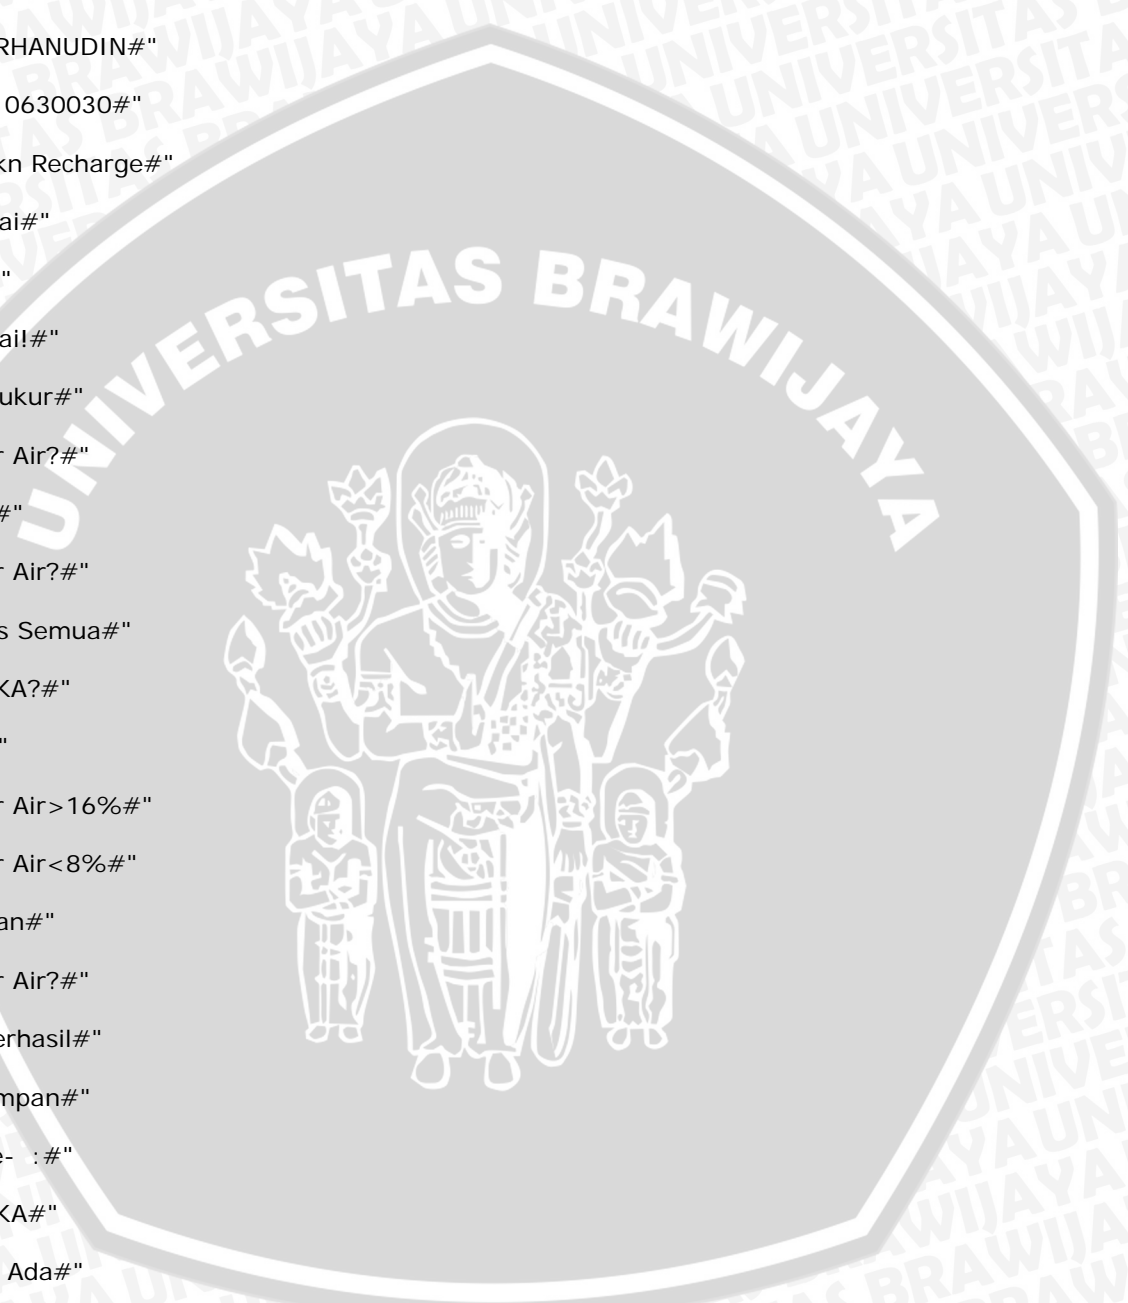 RHANUDIN#"
0630030#"
kn Recharge#"
ai#"
"
ai!#"
ukur#"
r Air?#"
#"
r Air?#"
s Semua#"
KA?#"
"
r Air>16%#"
r Air<8%#"
an#"
r Air?#"
erhasil#"
mpan#"
e- :#"
KA#"
Ada#"
UNIVERSITAS BRAWIJAYA